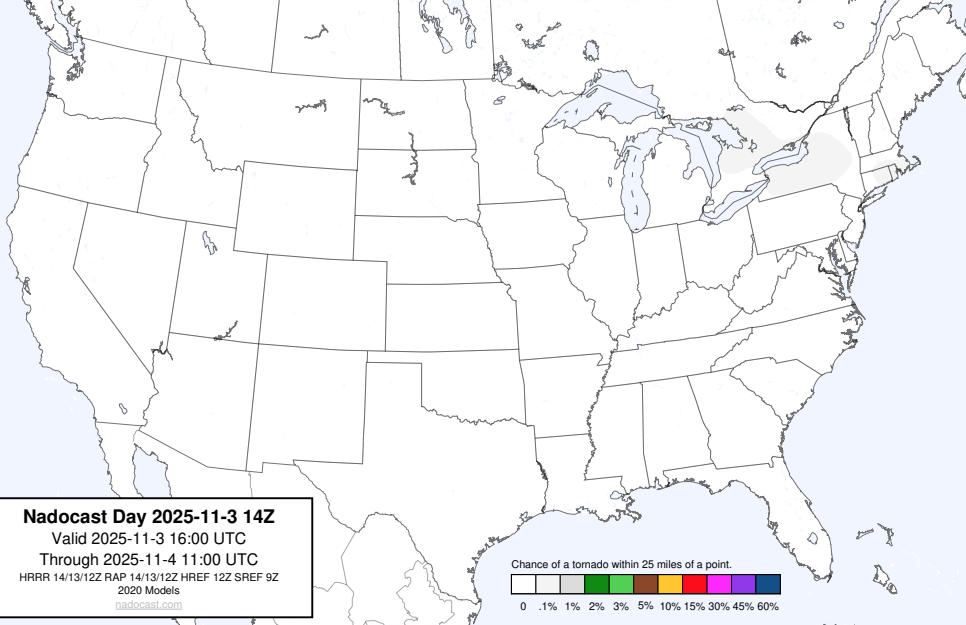 Nadocast Day 2025-11-3 14Z
Valid 2025-11-3 16:00 UTC
Through 2025-11-4 11:00 UTC
HRRR 14/13/12Z RAP 14/13/12Z HREF 12Z SREF 9Z
2020 Models
nadocast.com
Chance of a tornado within 25 miles of a point.
0 .1% 1% 2% 3% 5% 10% 15% 30% 45% 60%